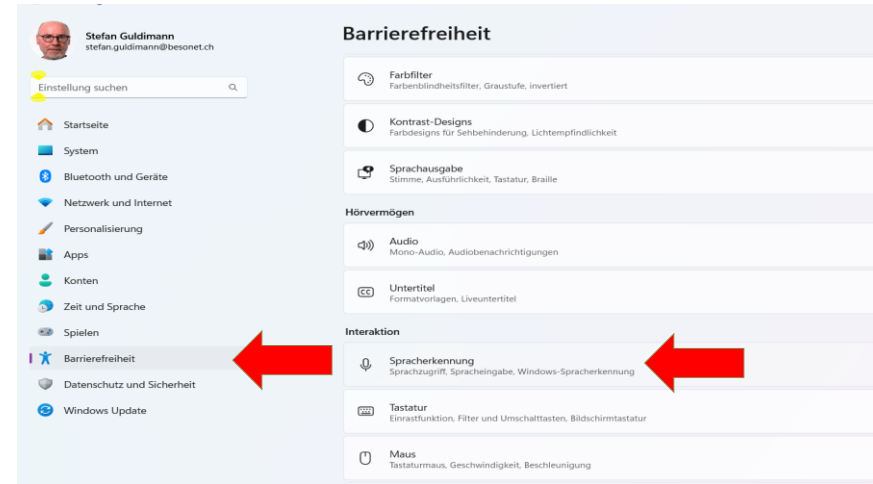 Stefan Guldimann
stefan.guldimann@besonet.ch
Einstellung suchen
Startseite
System
Bluetooth und Geräte
Netzwerk und Internet
Personalisierung
Apps
Konten
Zeit und Sprache
Spielen
Barrierefreiheit
Datenschutz und Sicherheit
Windows Update
Barrierefreiheit
Farbfilter
Farbenblindheitsfilter, Graustufe, invertiert
Kontrast-Designs
Farbdesigns für Sehbehinderung, Lichtempfindlichkeit
Sprachausgabe
Stimme, Ausführlichkeit, Tastatur, Braille
Hörvermögen
Audio
Mono-Audio, Audiobenachrichtigungen
CC
Untertitel
Formatvorlagen, Liveuntertitel
Interaktion
Spracherkennung
Sprachzugriff, Spracheingabe, Windows-Spracherkennung
Tastatur
Einrastfunktion, Filter und Umschalttasten, Bildschirmtastatur
Maus
Tastaturmaus, Geschwindigkeit, Beschleunigung